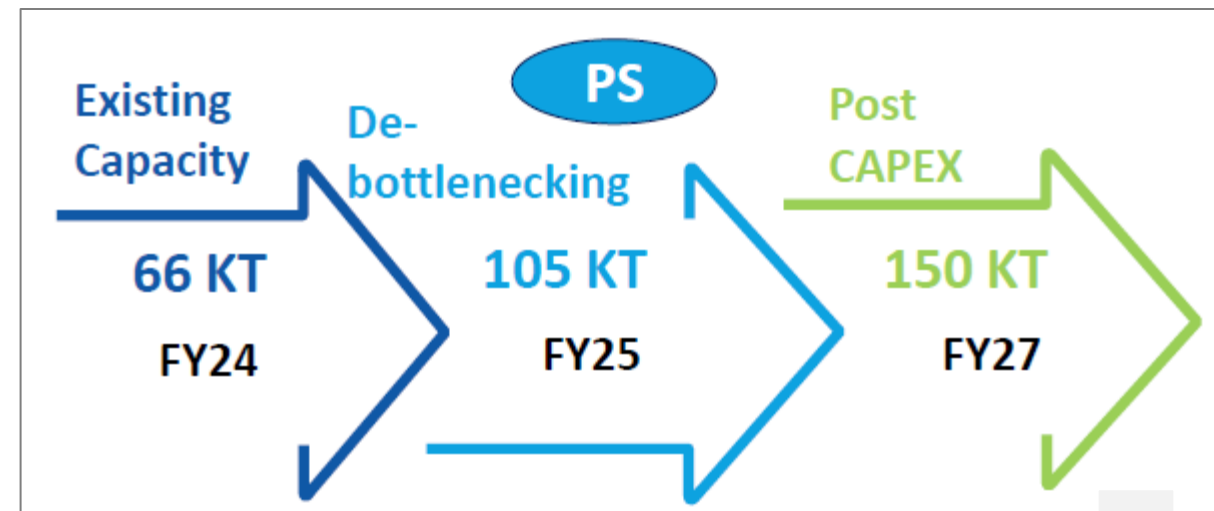 PS
Existing
Capacity
66 KT
FY24
De-
bottlenecking
105 KT
FY25
Post
CAPEX
150 KT
FY27